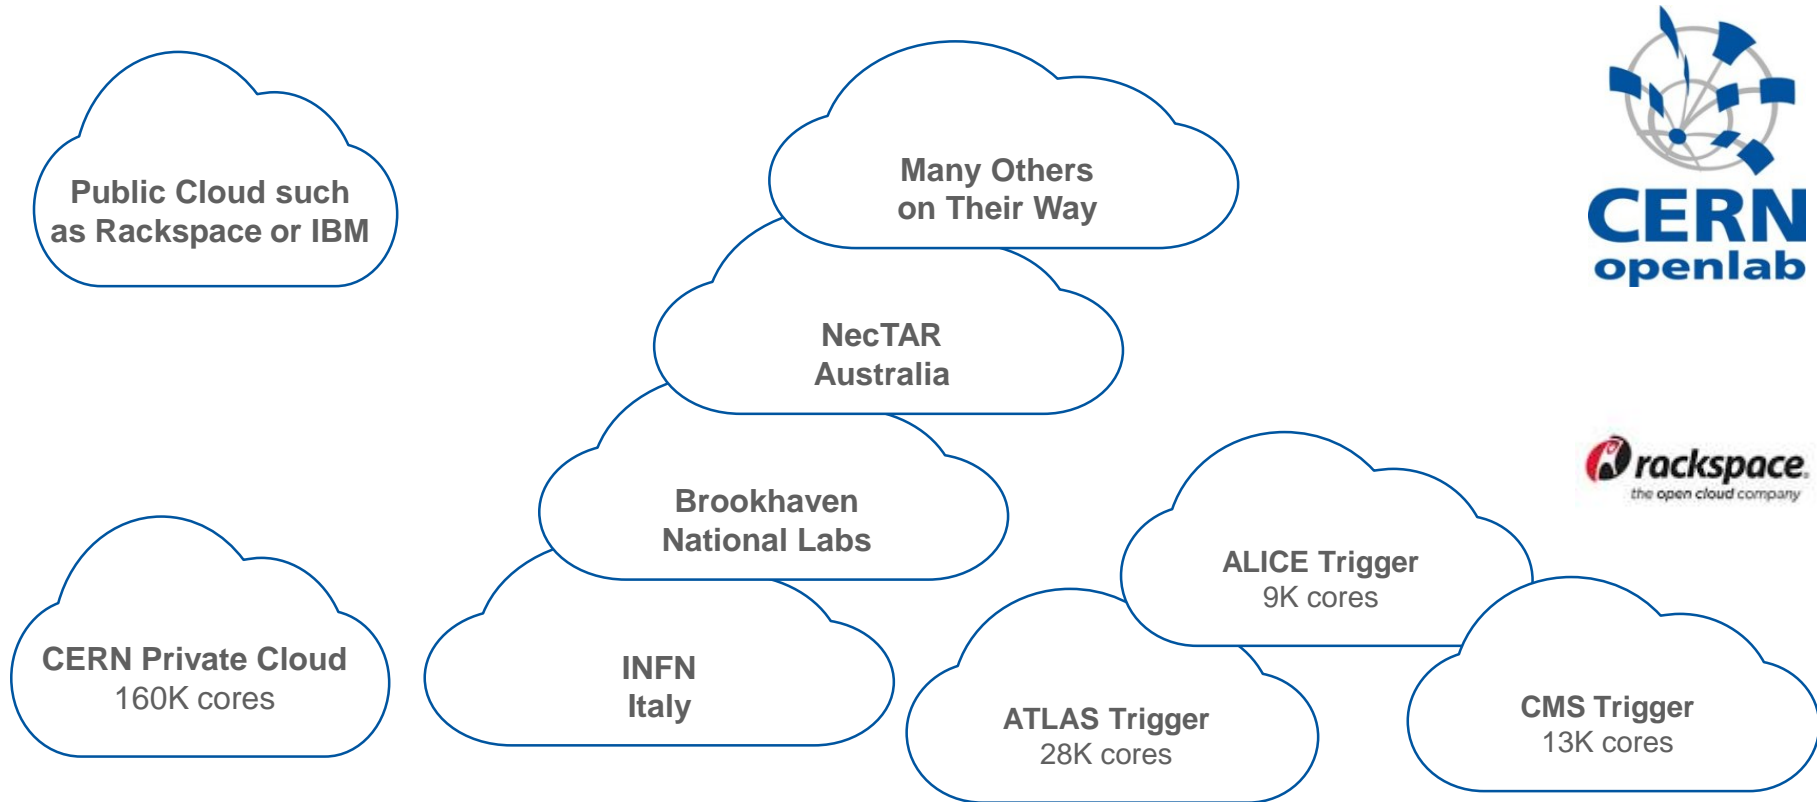 Public Cloud such
as Rackspace or IBM
Many Others
on Their Way
CERN
openlab
NecTAR
Australia
rackspace.
the open cloud company
Brookhaven
National Labs
ALICE Trigger
9K cores
CERN Private Cloud
160K cores
INFN
Italy
ATLAS Trigger
28K cores
CMS Trigger
13K cores